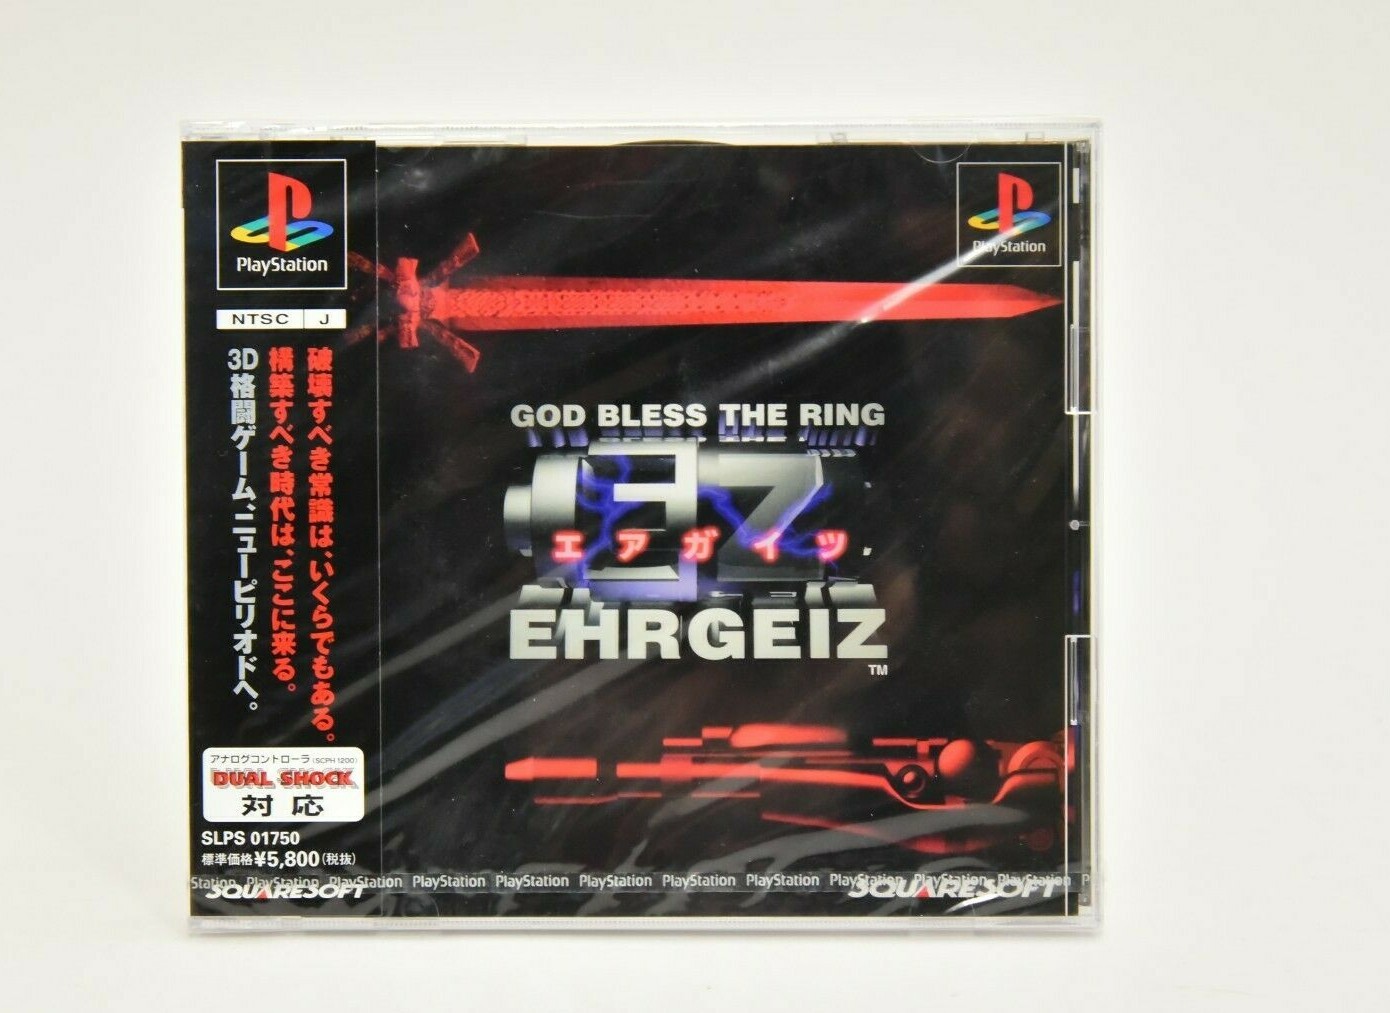 PlayStation
NTSC J
破壊すべき常識は、いくらでもある。
構築すべき時代は、ここに来る。
3D格闘ゲーム、ニューピリオドへ。
アナログコントローラ(SCPH 1200)
DUAL SHOCK
対応
SLPS 01750
標準価格¥5,800(税抜)
SQUARESOFT
PlayStation
GOD BLESS THE RING
エアガイツ
EHRGEIZ
TM
SQUARESOFT
Station PlayStation PlayStation PlayStation PlayStation PlayStation PlayStation PlayStation PlayStation PlayStation PlayStation P